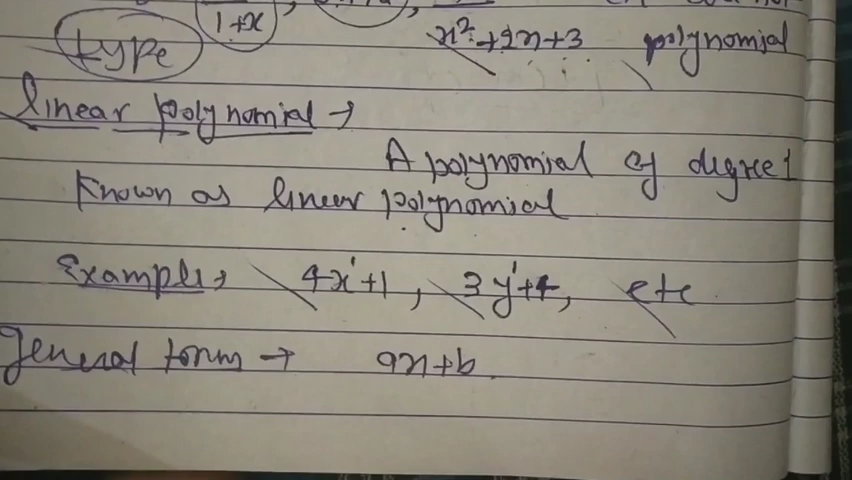 1+x
type x²+2x+3 polynomial
linear polynomial →
A polynomial of degree 1
Known as linear polynomial
Example→ 4x¹+1, 3y¹+4, etc
General form → ax+b.